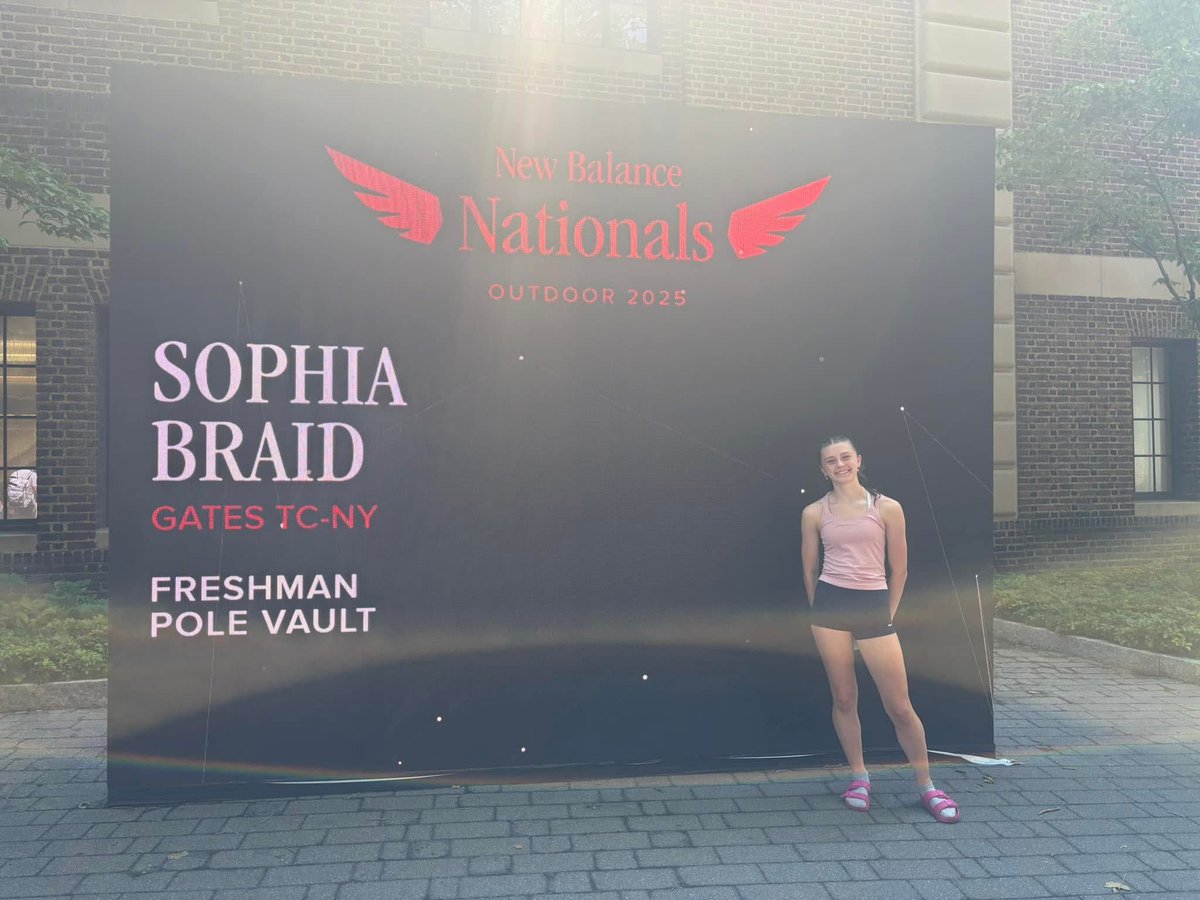 New Balance
Nationals
OUTDOOR 2025
SOPHIA
BRAID
GATES TC-NY
FRESHMAN
POLE VAULT